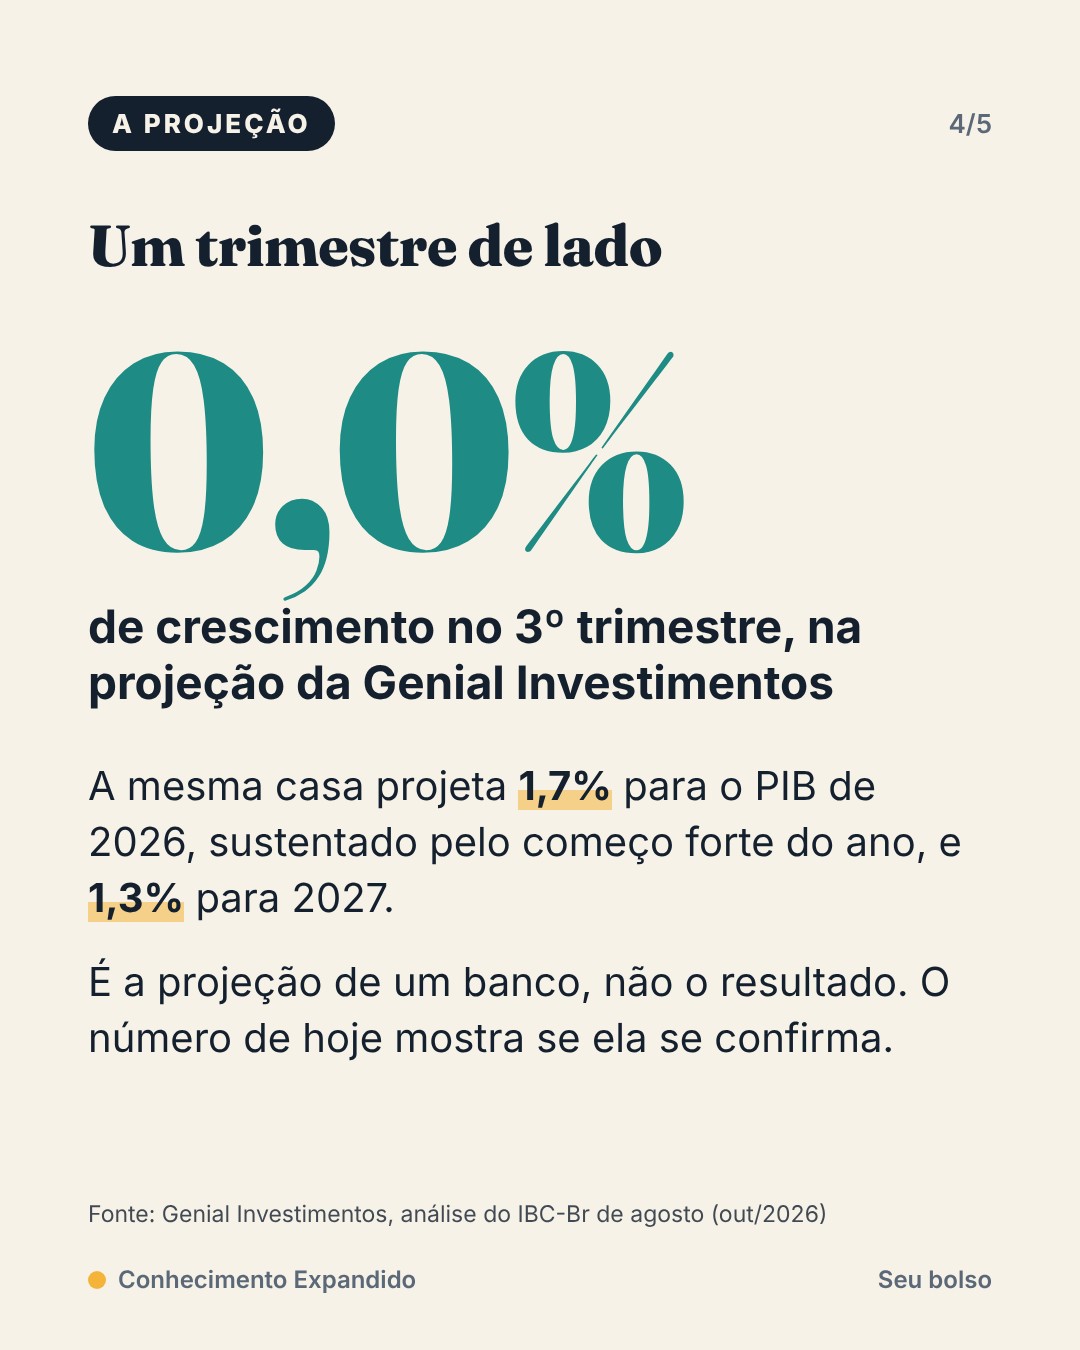 A PROJEÇÃO
4/5
Um trimestre de lado
0,0%
de crescimento no 3º trimestre, na
projeção da Genial Investimentos
A mesma casa projeta 1,7% para o PIB de
2026, sustentado pelo começo forte do ano, e
1,3% para 2027.
É a projeção de um banco, não o resultado. O
número de hoje mostra se ela se confirma.
Fonte: Genial Investimentos, análise do IBC-Br de agosto (out/2026)
Conhecimento Expandido
Seu bolso